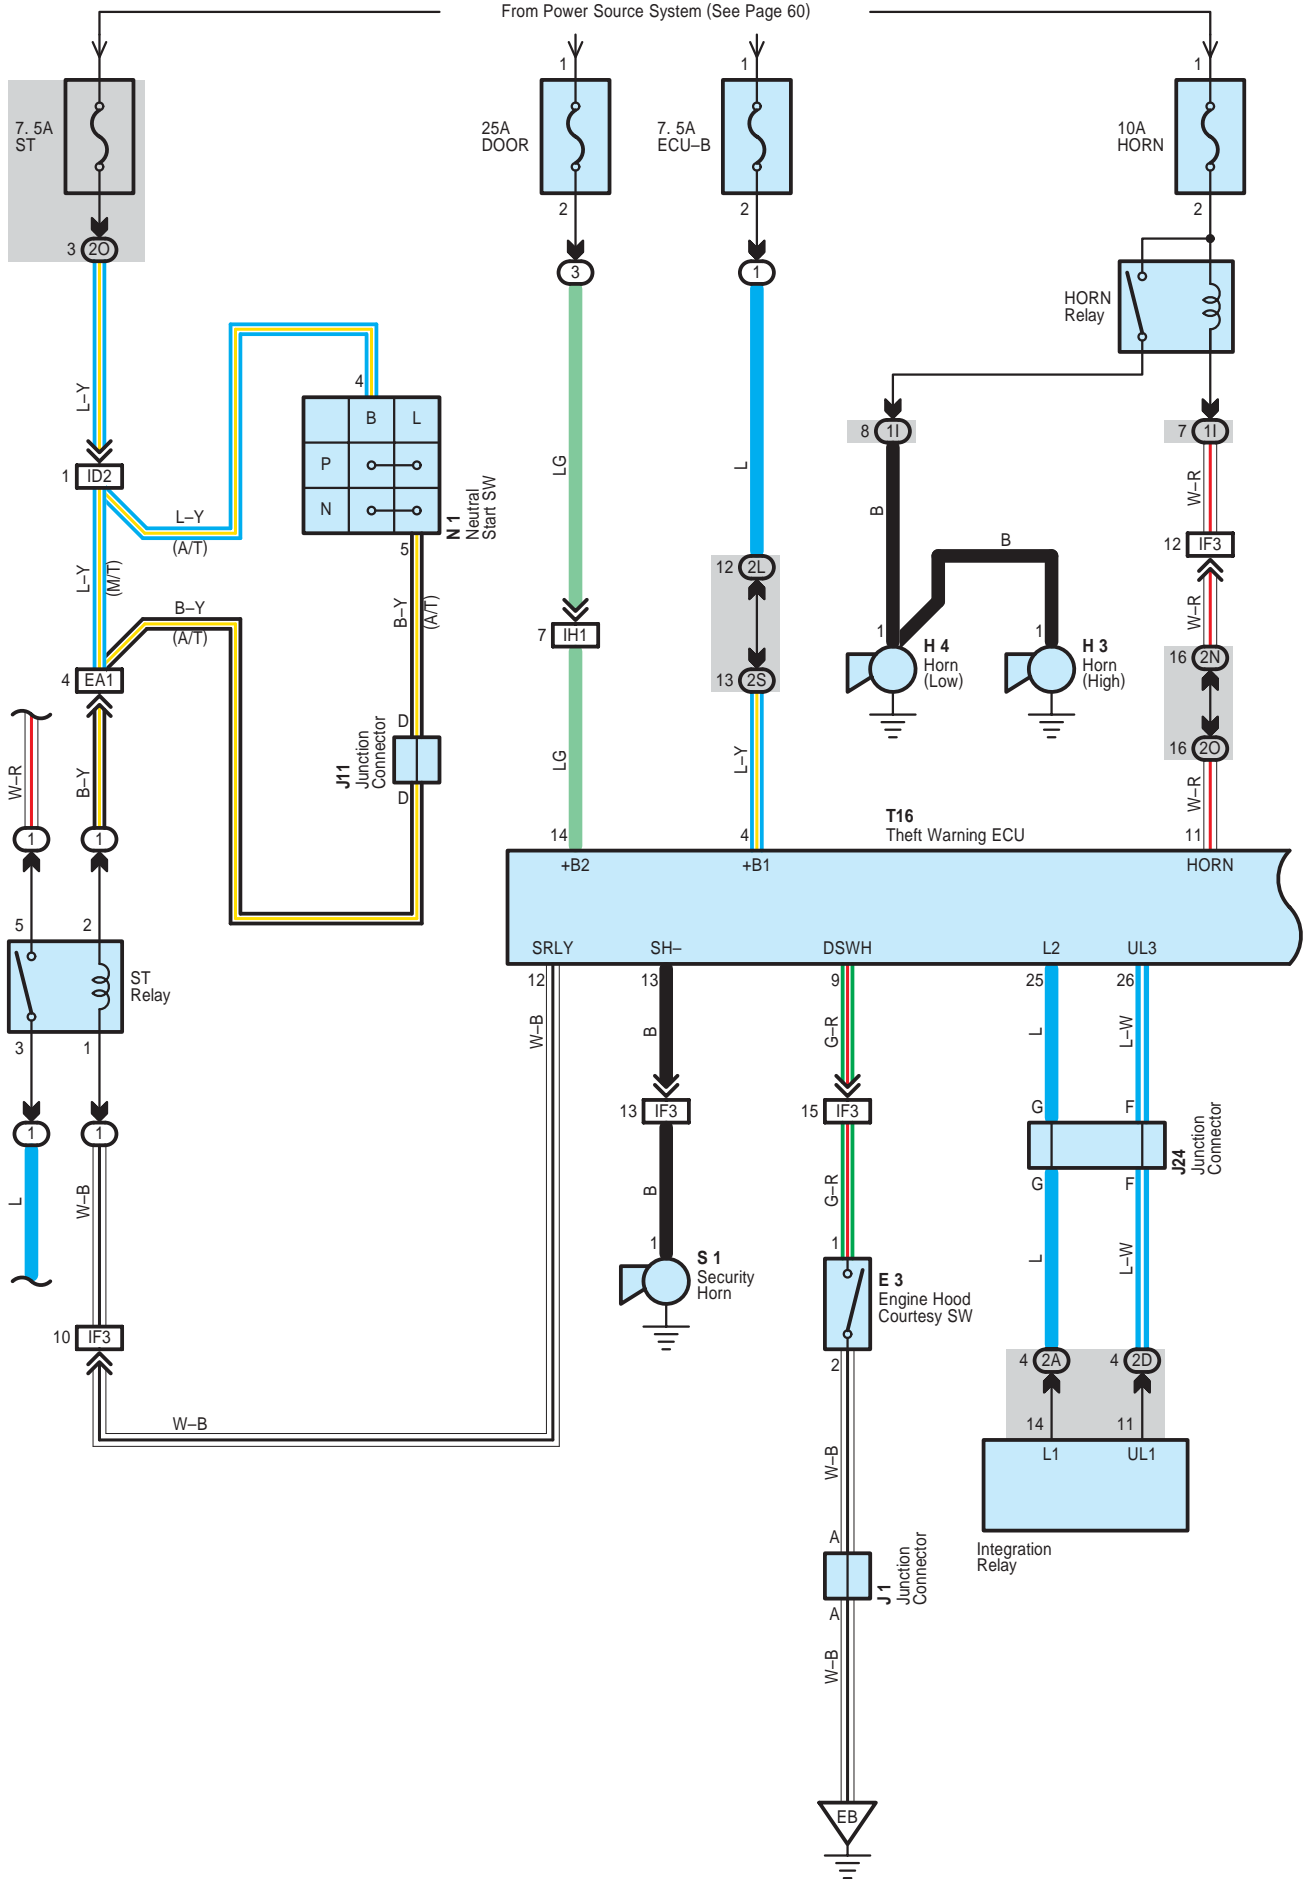 From Power Source System (See Page 60)
1
1
1
7. 5A
ST
25A
DOOR
7. 5A
ECU–B
10A
HORN
2
2
2
3 2O
3
1
HORN
Relay
L–Y
4
B L
P
N
N 1
Neutral
Start SW
5
8 1I
7 1I
1 ID2
L–Y
(A/T)
LG
L
B
W–R
B
12 IF3
L–Y
(M/T)
B–Y
(A/T)
B–Y
(A/T)
12 2L
W–R
7 IH1
1
H 4
Horn
(Low)
1
H 3
Horn
(High)
16 2N
4 EA1
13 2S
D
J11
Junction
Connector
D
W–R
B–Y
LG
L–Y
16 2O
W–R
T16
Theft Warning ECU
1
1
14
4
11
+B2
+B1
HORN
5
2
SRLY
SH–
DSWH
L2
UL3
ST
Relay
12
13
9
25
26
3
1
W–B
B
G–R
L
L–W
1
1
13 IF3
15 IF3
G
F
J24
Junction
Connector
G
F
L
W–B
B
G–R
L
L–W
1
S 1
Security
Horn
1
E 3
Engine Hood
Courtesy SW
2
10 IF3
4 2A
4 2D
W–B
14
11
L1
UL1
W–B
Integration
Relay
A
J 1
Junction
Connector
A
W–B
EB